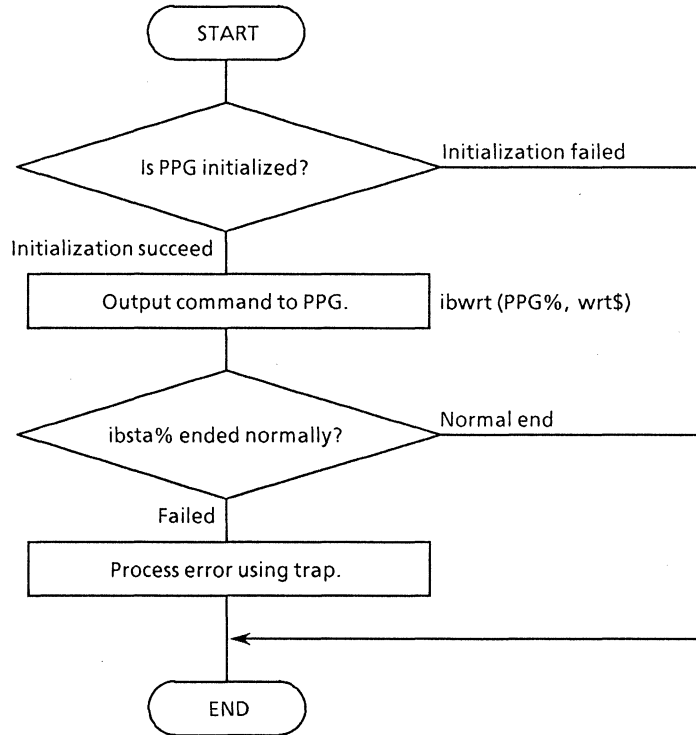 START
Is PPG initialized?
Initialization failed
Initialization succeed
Output command to PPG.
ibwrt (PPG%, wrt$)
ibsta% ended normally?
Normal end
Failed
Process error using trap.
END